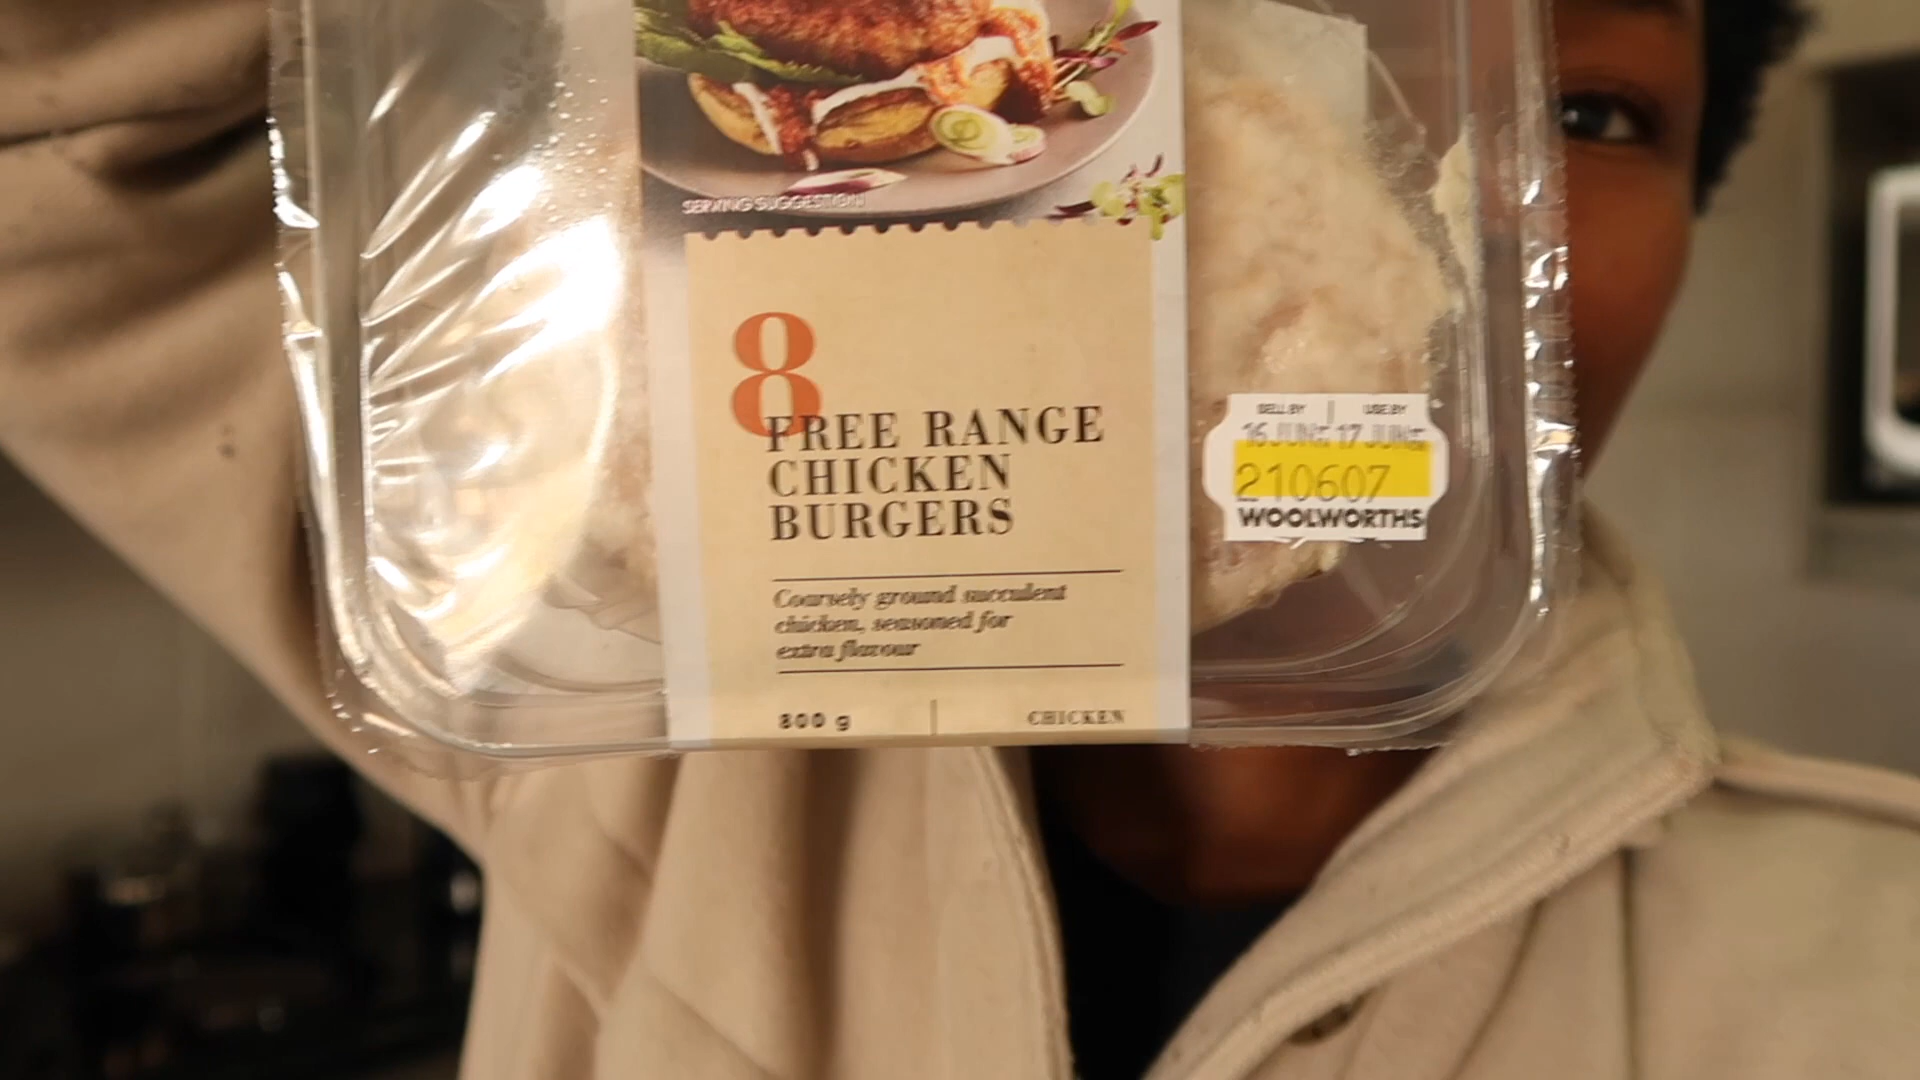 SERVING SUGGESTION
8
FREE RANGE
CHICKEN
BURGERS
Coarsely ground succulent
chicken, seasoned for
extra flavour
800 g
CHICKEN
SELL BY
USE BY
16 JUNE 17 JUNE
210607
WOOLWORTHS